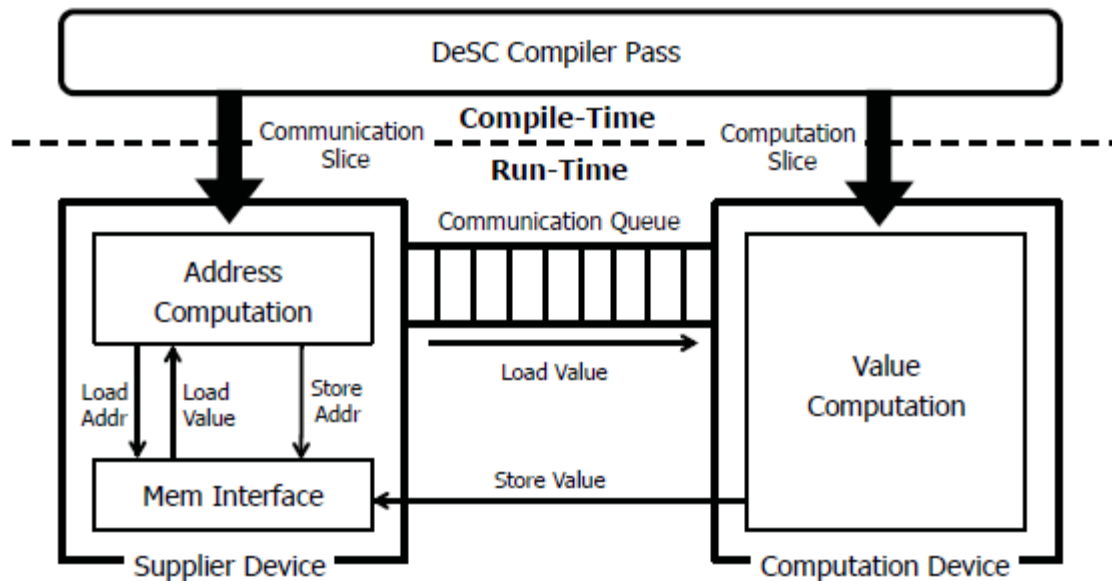 DeSC Compiler Pass
Compile-Time
Communication
Slice
Computation
Slice
Run-Time
Communication Queue
Address
Computation
Load Value
Value
Computation
Load
Addr
Load
Value
Store
Addr
Mem Interface
Store Value
Supplier Device
Computation Device